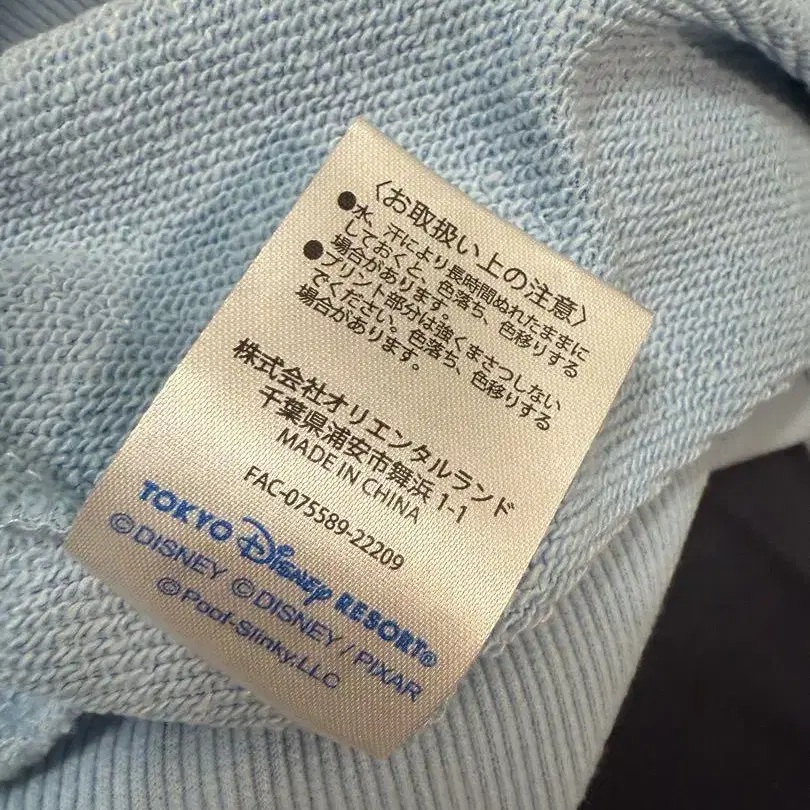 〈お取扱い上の注意〉
●水、汗により長時間ぬれたままに
しておくと、色落ち、色移りする
場合があります。
●プリント部分は強くまさつしない
でください。色落ち、色移りする
場合があります。
株式会社オリエンタルランド
千葉県浦安市舞浜 1-1
MADE IN CHINA
FAC-075589-22209
TOKYO Disney RESORT®
©DISNEY ©DISNEY / PIXAR
©Poof-Slinky,LLC